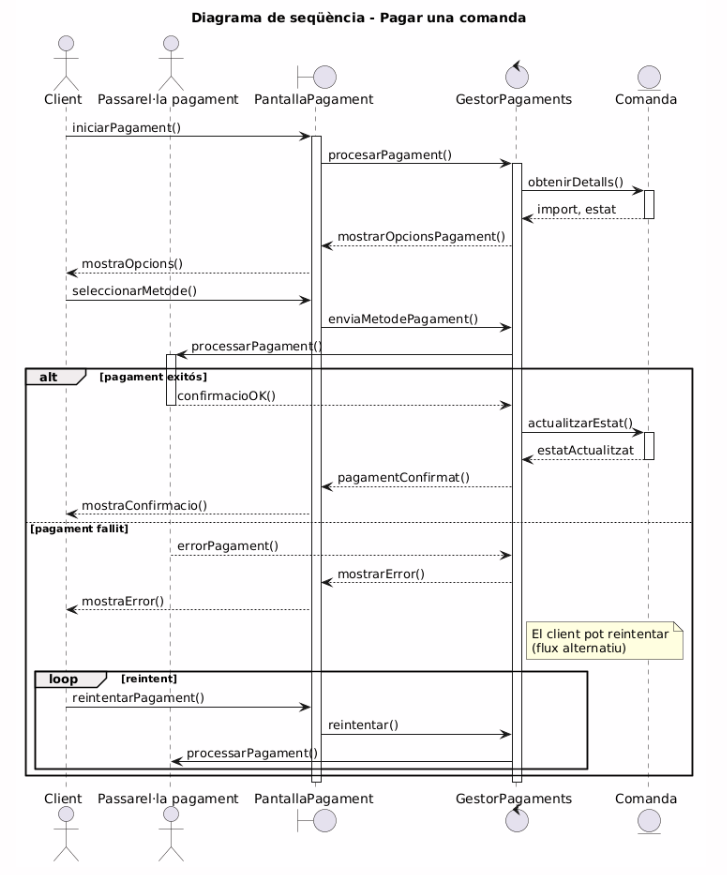 Diagrama de seqüència - Pagar una comanda
Client
Passarel·la pagament
PantallaPagament
GestorPagaments
Comanda
iniciarPagament()
procesarPagament()
obtenirDetalls()
import, estat
mostrarOpcionsPagament()
mostraOpcions()
seleccionarMetode()
enviaMetodePagament()
processarPagament()
alt
[pagament exitós]
confirmacioOK()
actualitzarEstat()
estatActualitzat
pagamentConfirmat()
mostraConfirmacio()
[pagament fallit]
errorPagament()
mostrarError()
mostraError()
El client pot reintentar
(flux alternatiu)
loop
[reintent]
reintentarPagament()
reintentar()
processarPagament()
Client
Passarel·la pagament
PantallaPagament
GestorPagaments
Comanda